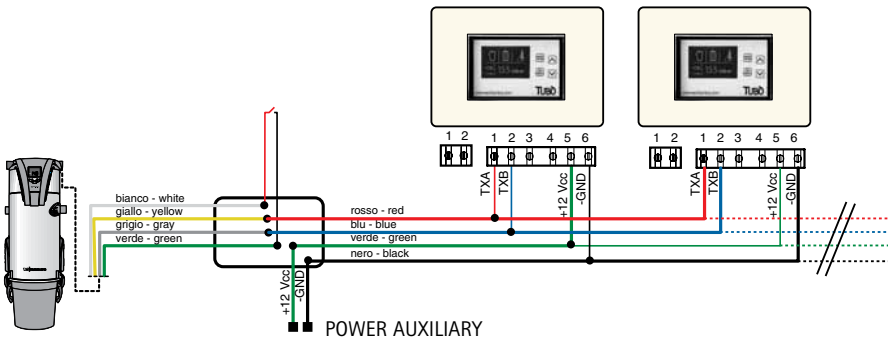 TUBÒ
TUBÒ
1 2 1 2 3 4 5 6
1 2 1 2 3 4 5 6
TXA
TXB
+12 Vcc
-GND
TXA
TXB
+12 Vcc
-GND
bianco - white
giallo - yellow
grigio - gray
verde - green
rosso - red
blu - blue
verde - green
nero - black
+12 Vcc
-GND
POWER AUXILIARY